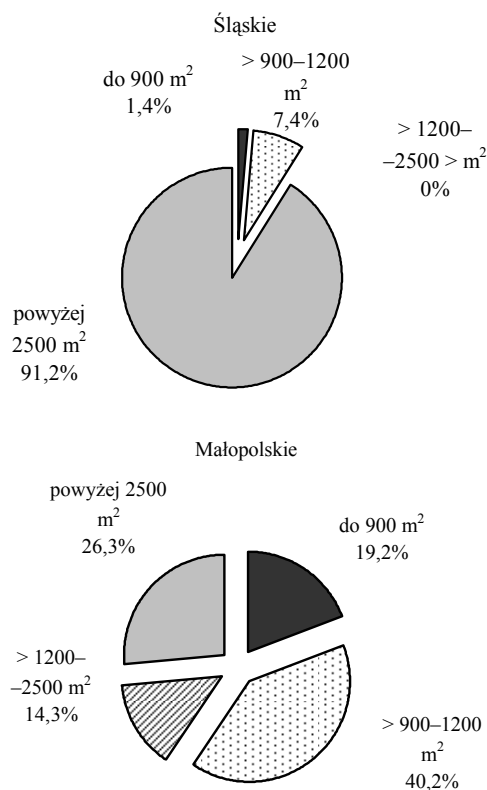 Śląskie
do 900 m²
1,4%
> 900–1200
m²
7,4%
> 1200–
–2500 > m²
0%
powyżej
2500 m²
91,2%
Małopolskie
powyżej 2500
m²
26,3%
do 900 m²
19,2%
> 1200–
–2500 m²
14,3%
> 900–1200
m²
40,2%